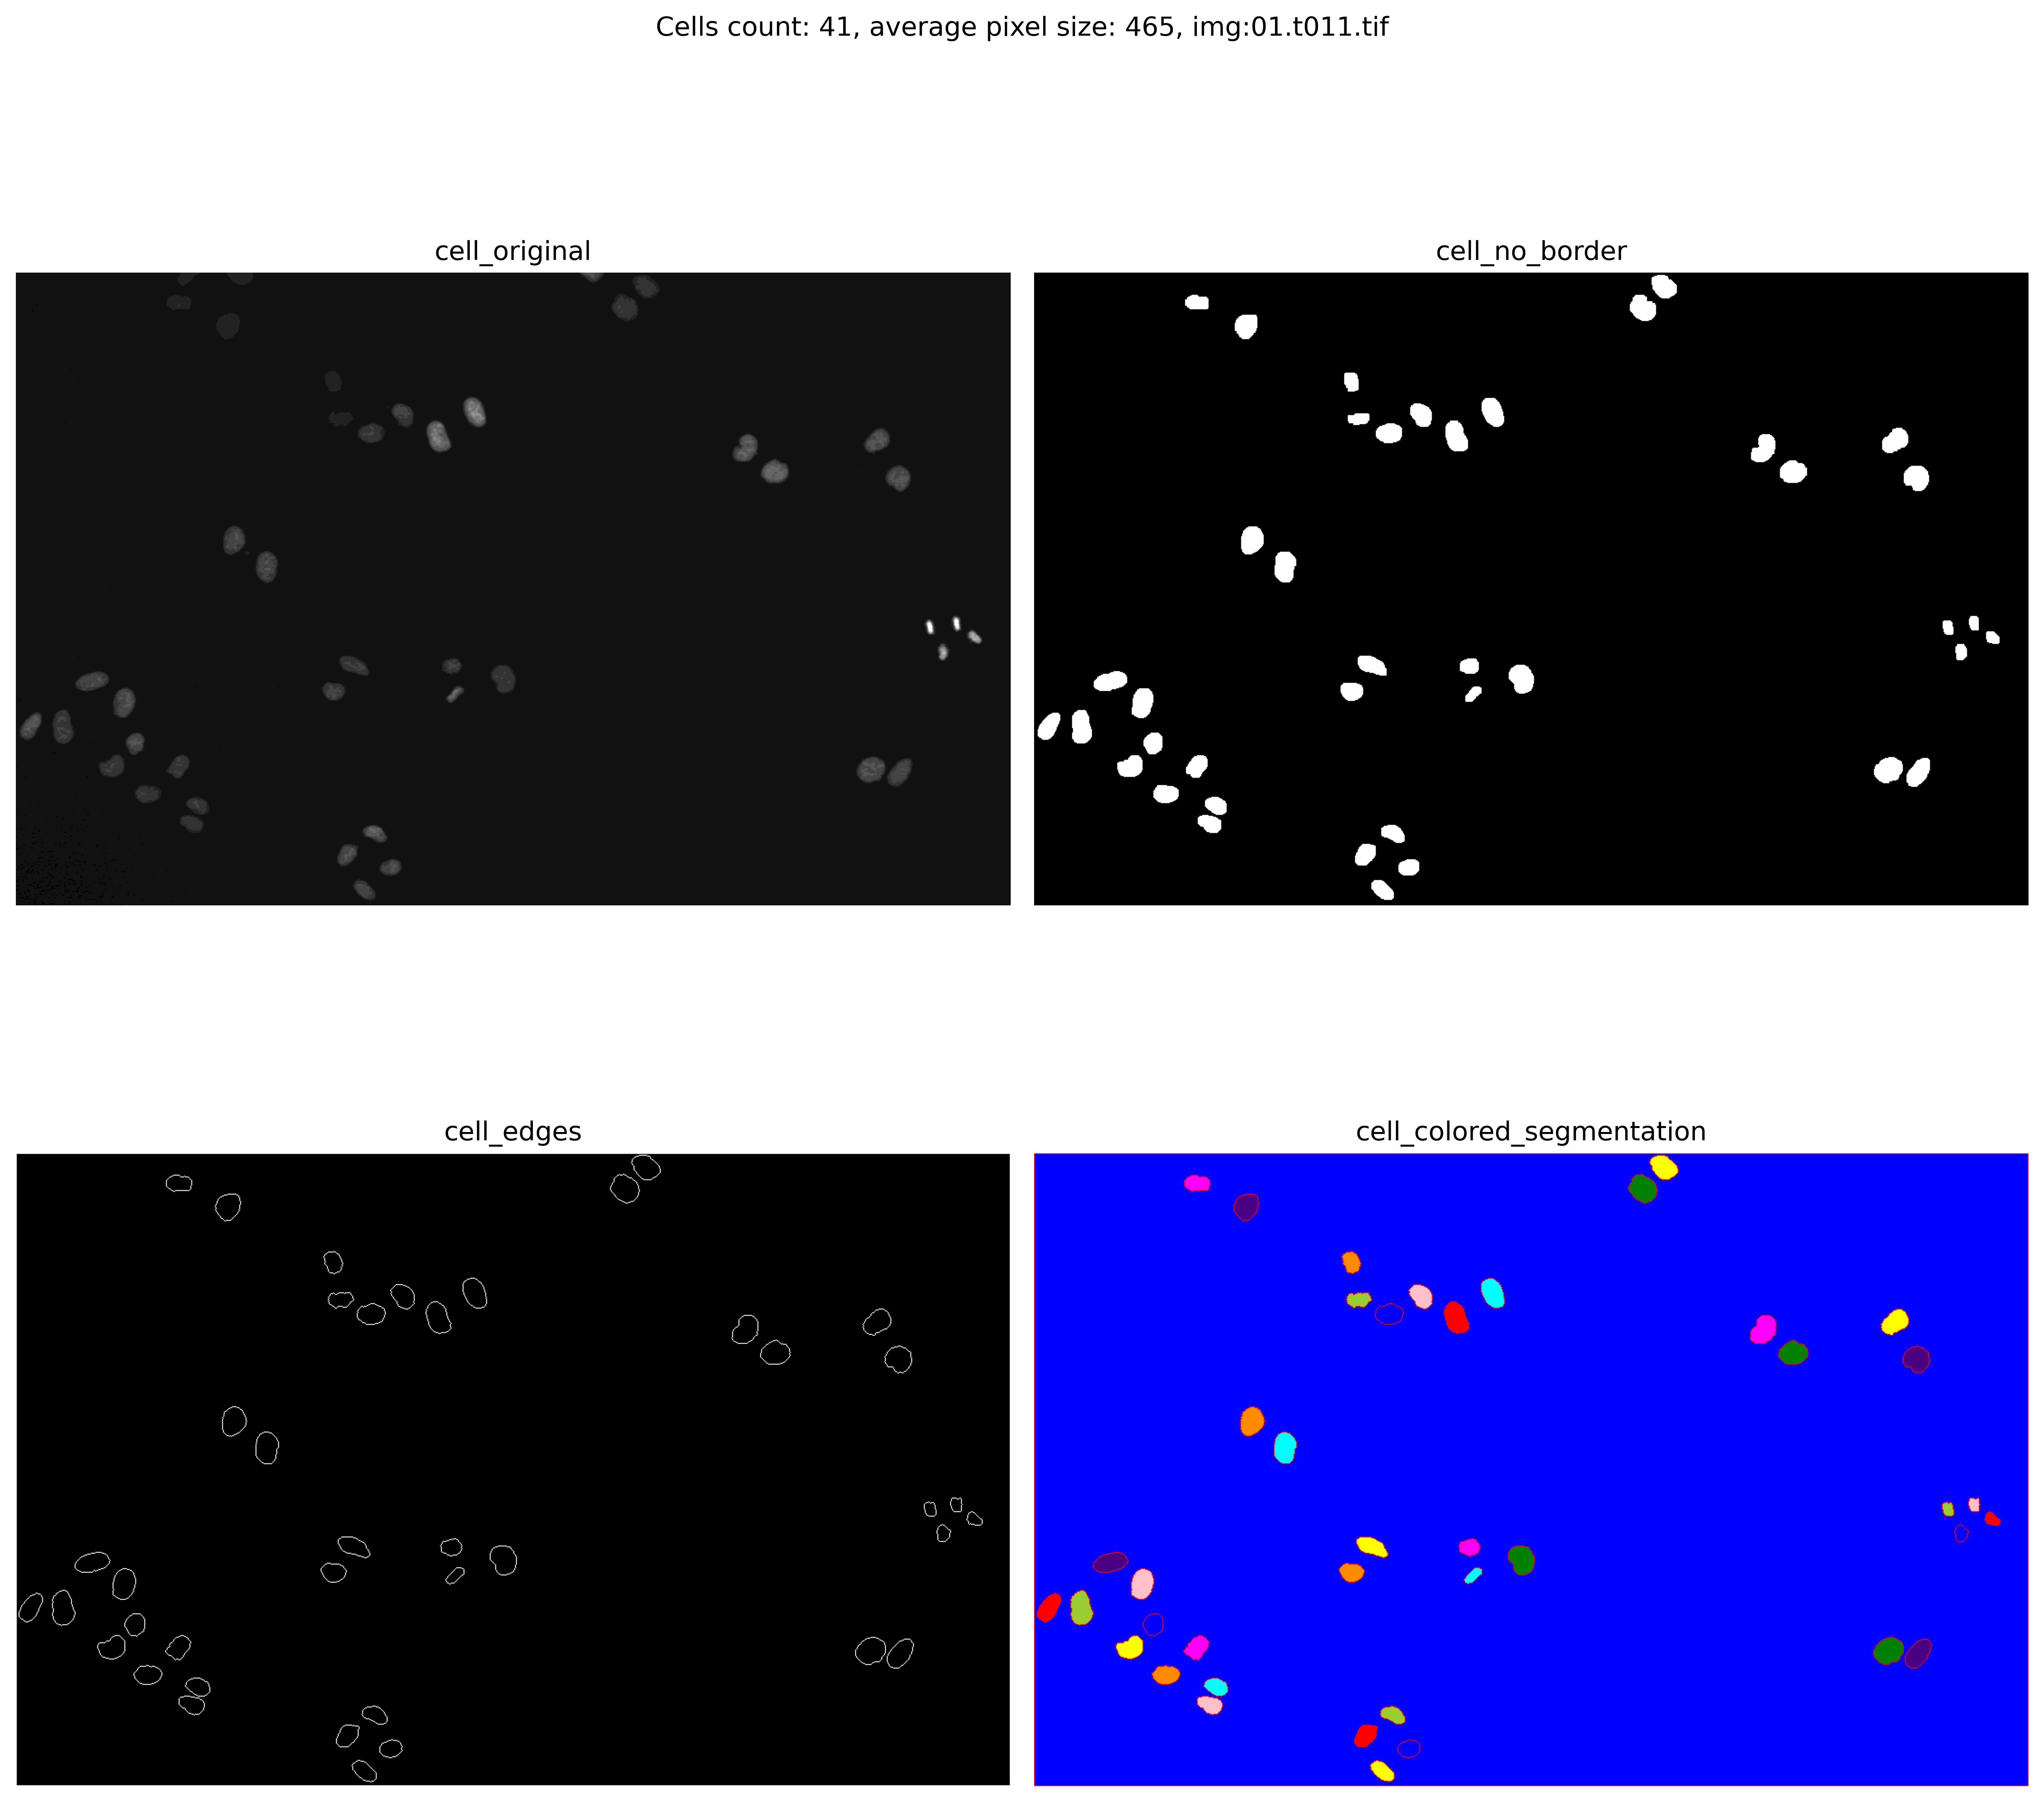 Cells count: 41, average pixel size: 465, img:01.t011.tif
cell_original
cell_no_border
cell_edges
cell_colored_segmentation